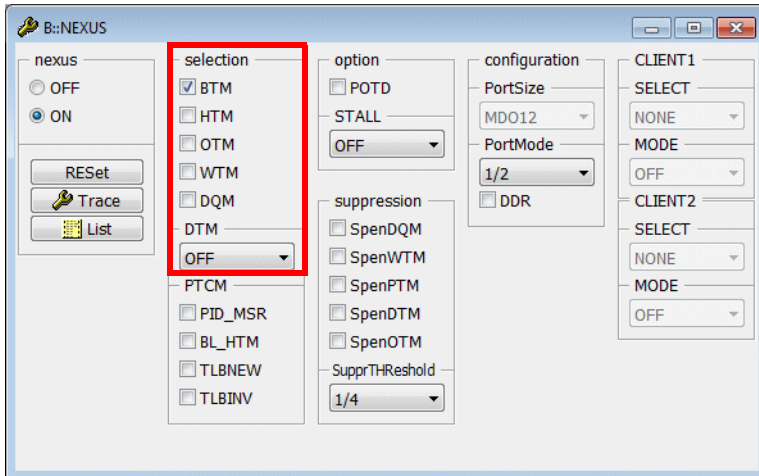 B::NEXUS
nexus
OFF
ON
RESet
Trace
List
selection
BTM
HTM
OTM
WTM
DQM
DTM
OFF
PTCM
PID_MSR
BL_HTM
TLBNEW
TLBINV
option
POTD
STALL
OFF
suppression
SpenDQM
SpenWTM
SpenPTM
SpenDTM
SpenOTM
SupprTHReshold
1/4
configuration
PortSize
MDO12
PortMode
1/2
DDR
CLIENT1
SELECT
NONE
MODE
OFF
CLIENT2
SELECT
NONE
MODE
OFF